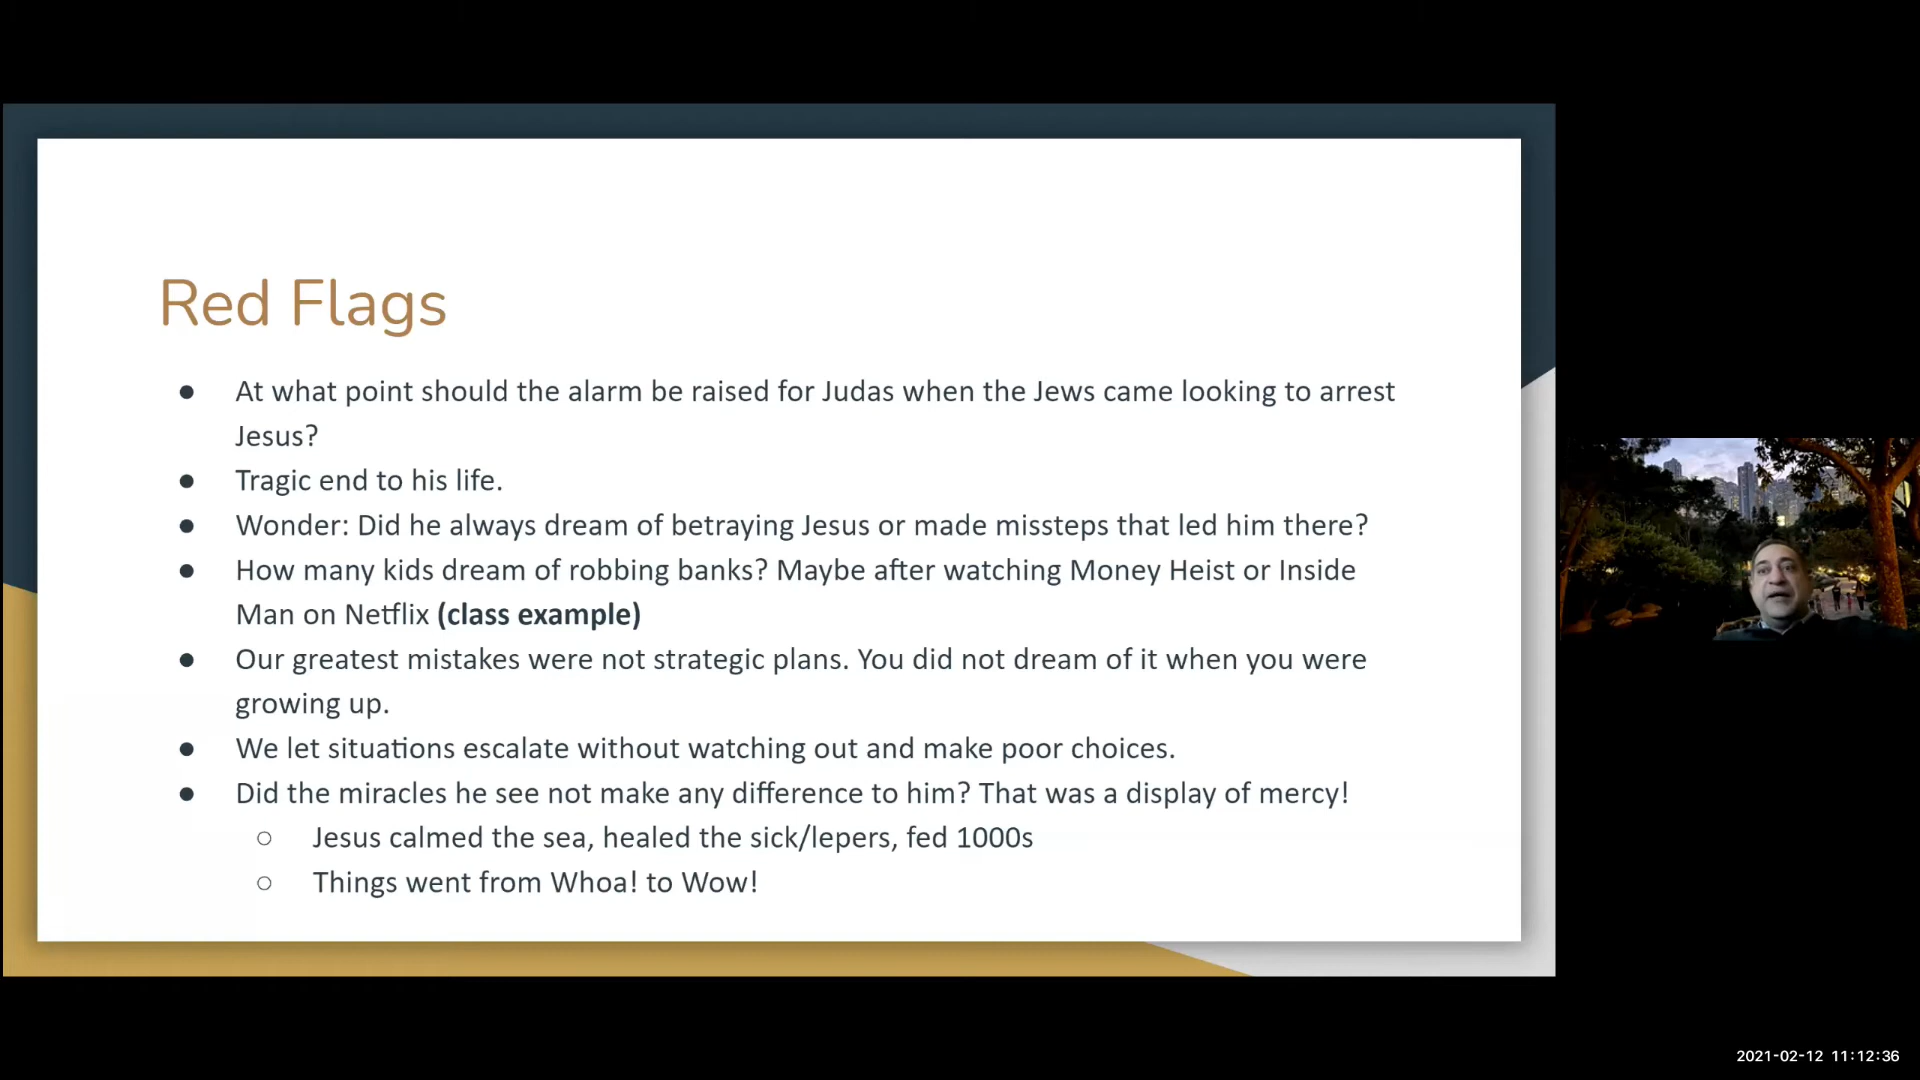 Red Flags
● At what point should the alarm be raised for Judas when the Jews came looking to arrest
Jesus?
● Tragic end to his life.
● Wonder: Did he always dream of betraying Jesus or made missteps that led him there?
● How many kids dream of robbing banks? Maybe after watching Money Heist or Inside
Man on Netflix (class example)
● Our greatest mistakes were not strategic plans. You did not dream of it when you were
growing up.
● We let situations escalate without watching out and make poor choices.
● Did the miracles he see not make any difference to him? That was a display of mercy!
○ Jesus calmed the sea, healed the sick/lepers, fed 1000s
○ Things went from Whoa! to Wow!
2021-02-12 11:12:36